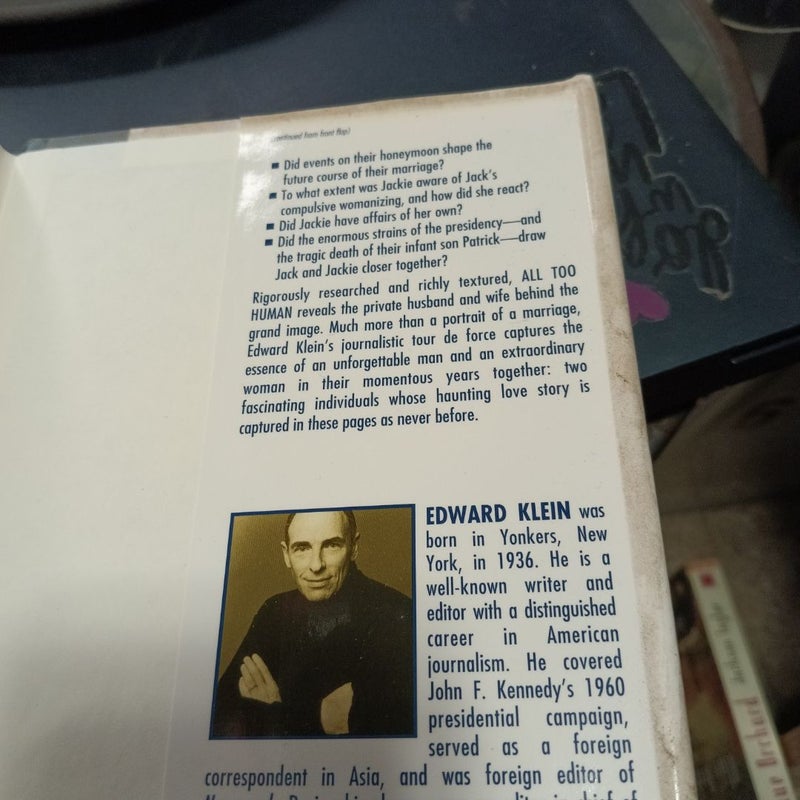 (continued from front flap)
■ Did events on their honeymoon shape the
future course of their marriage?
■ To what extent was Jackie aware of Jack's
compulsive womanizing, and how did she react?
■ Did Jackie have affairs of her own?
■ Did the enormous strains of the presidency—and
the tragic death of their infant son Patrick—draw
Jack and Jackie closer together?
Rigorously researched and richly textured, ALL TOO
HUMAN reveals the private husband and wife behind the
grand image. Much more than a portrait of a marriage,
Edward Klein's journalistic tour de force captures the
essence of an unforgettable man and an extraordinary
woman in their momentous years together: two
fascinating individuals whose haunting love story is
captured in these pages as never before.
EDWARD KLEIN was
born in Yonkers, New
York, in 1936. He is a
well-known writer and
editor with a distinguished
career in American
journalism. He covered
John F. Kennedy's 1960
presidential campaign,
served as a foreign
correspondent in Asia, and was foreign editor of
Orchard